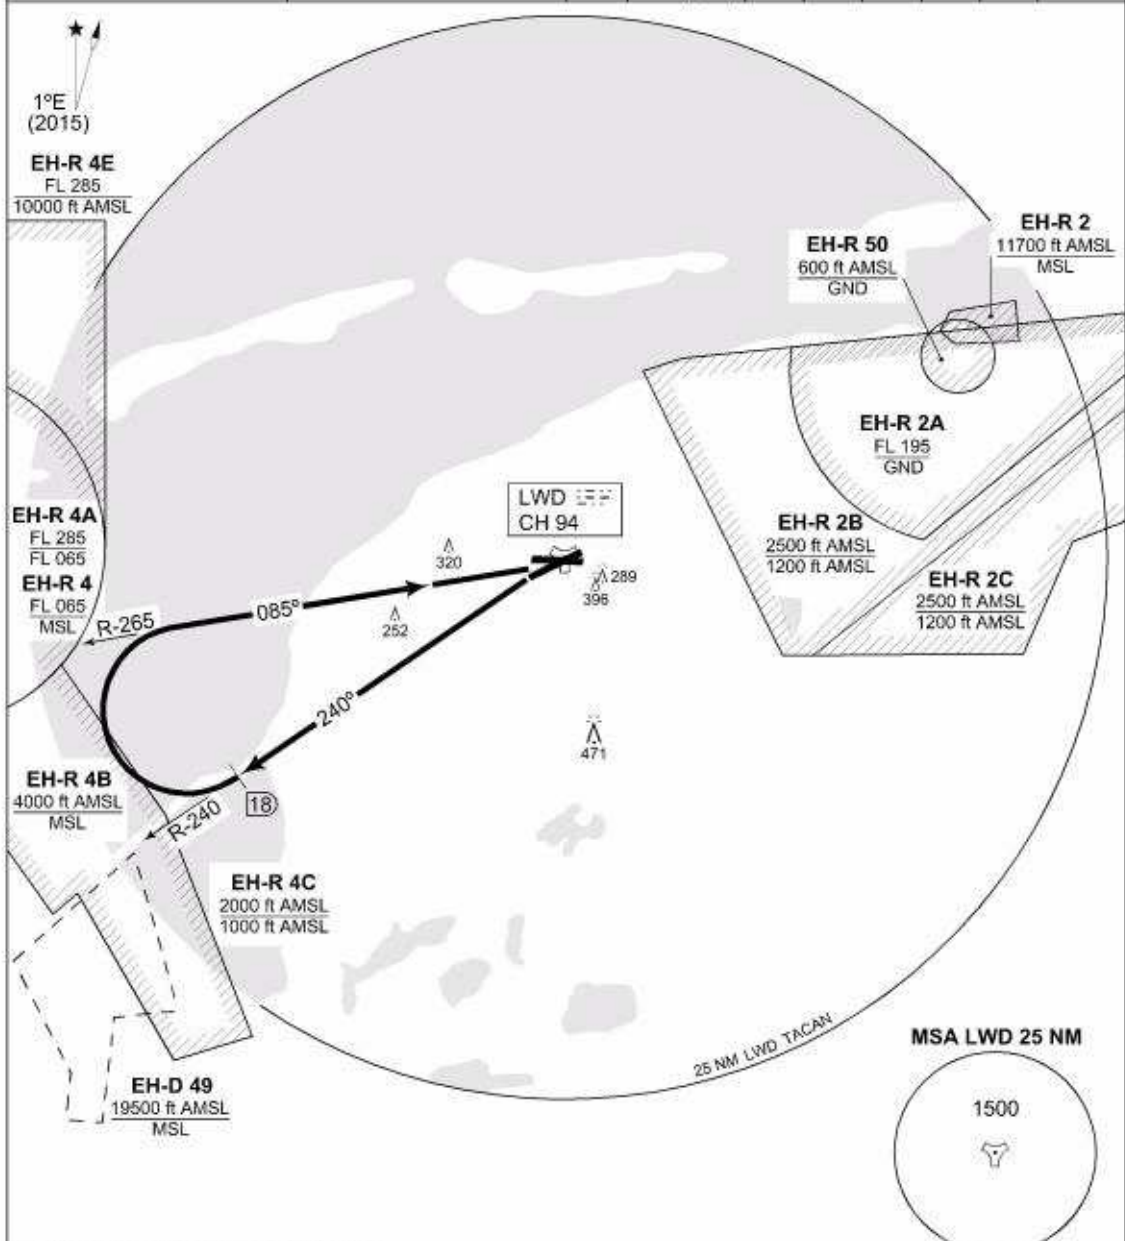 1ºE
(2015)
EH-R 4E
FL 285
10000 ft AMSL
EH-R 2
11700 ft AMSL
MSL
EH-R 50
600 ft AMSL
GND
EH-R 2A
FL 195
GND
LWD
CH 94
EH-R 4A
FL 285
FL 065
EH-R 4
FL 065
MSL
EH-R 2B
2500 ft AMSL
1200 ft AMSL
EH-R 2C
2500 ft AMSL
1200 ft AMSL
320
289
396
252
R-265
085º
240º
471
EH-R 4B
4000 ft AMSL
MSL
18
R-240
EH-R 4C
2000 ft AMSL
1000 ft AMSL
25 NM LWD TACAN
MSA LWD 25 NM
1500
EH-D 49
19500 ft AMSL
MSL